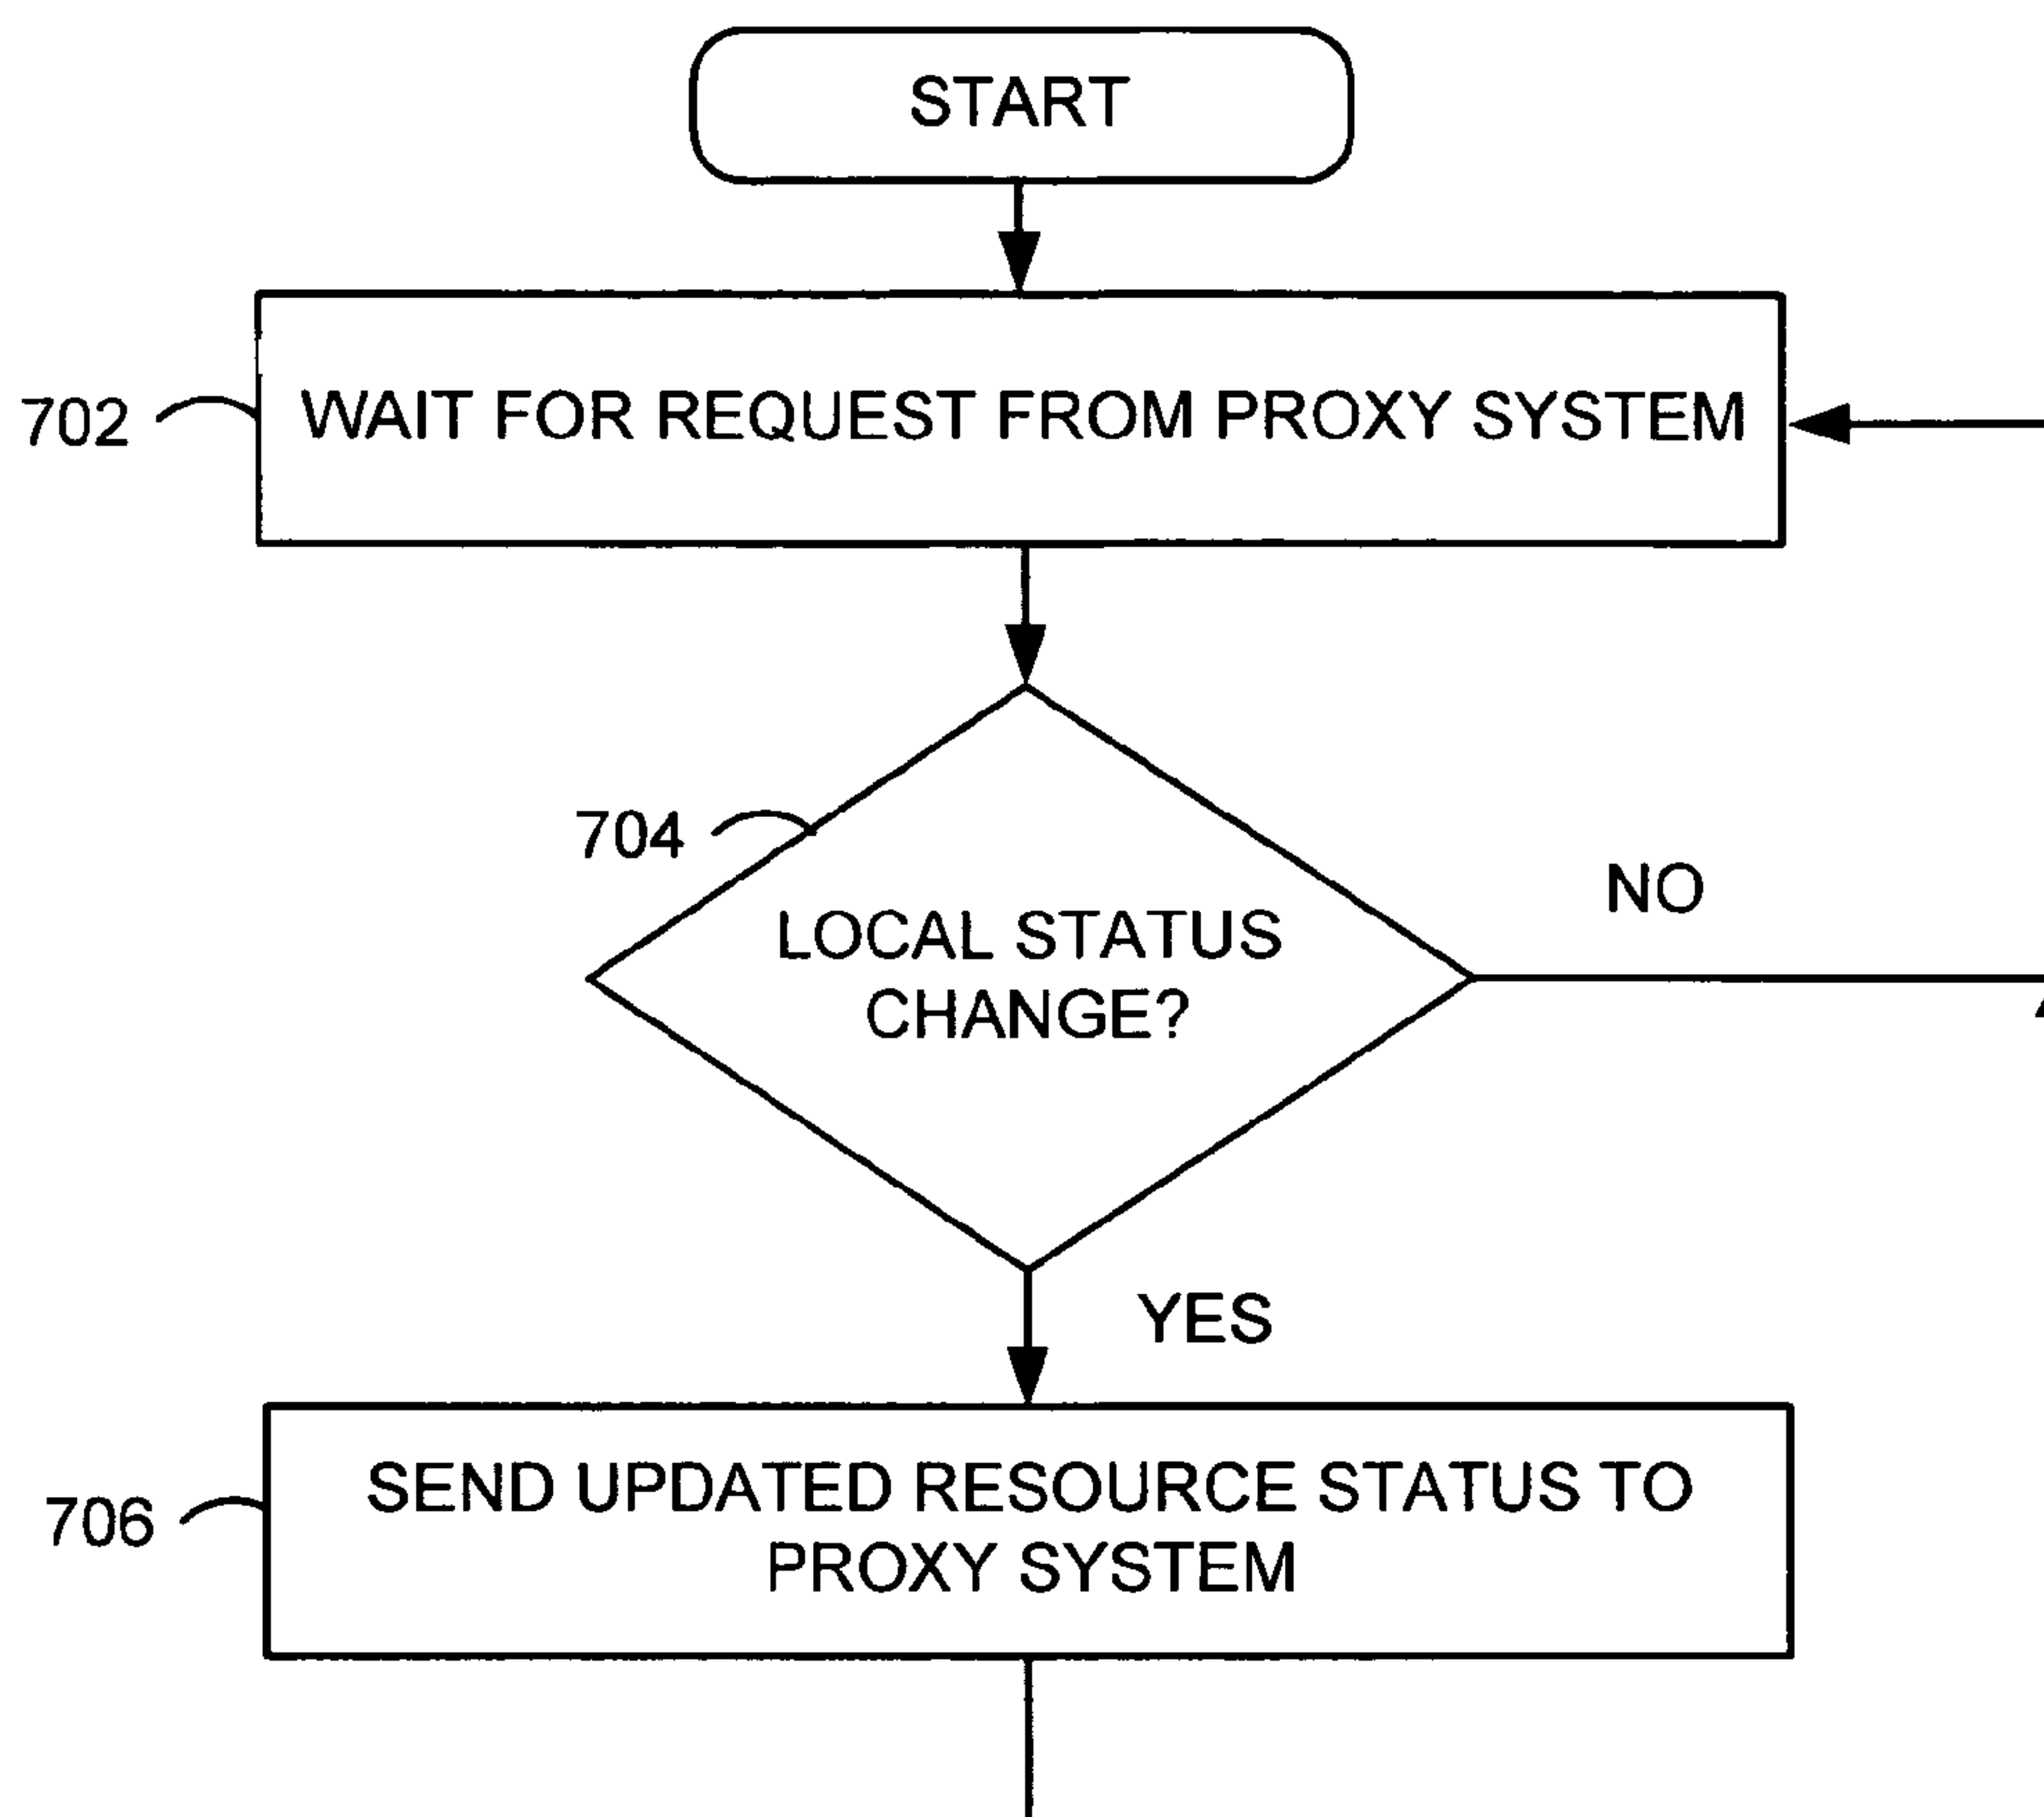 START
702
WAIT FOR REQUEST FROM PROXY SYSTEM
704
LOCAL STATUS
CHANGE?
NO
YES
706
SEND UPDATED RESOURCE STATUS TO
PROXY SYSTEM